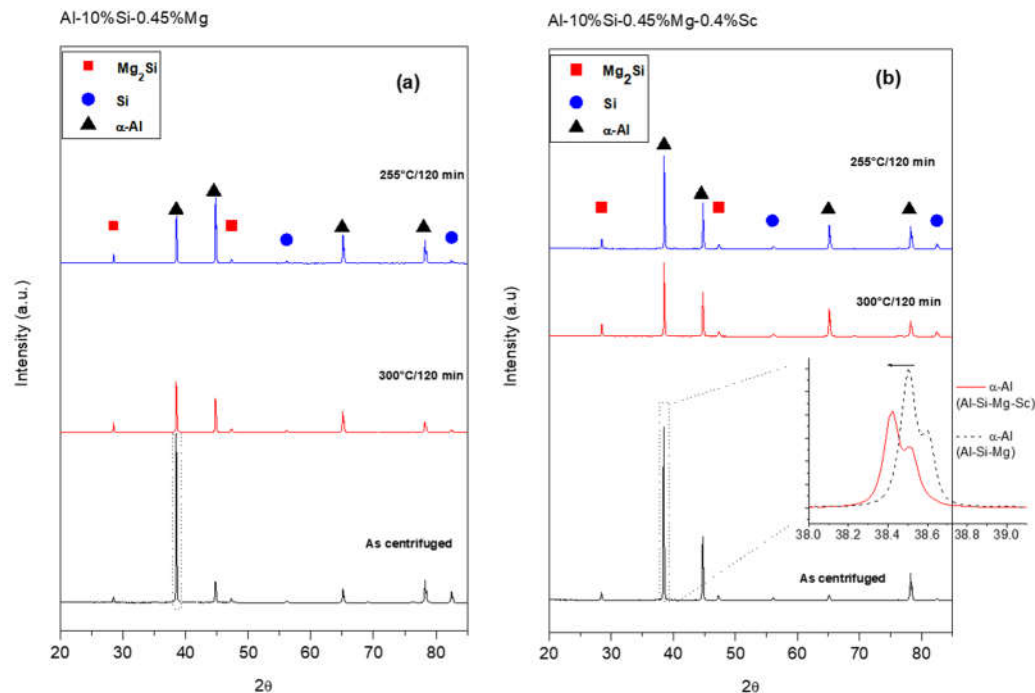 Al-10%Si-0.45%Mg
Mg2Si
Si
α-Al
(a)
255°C/120 min
300°C/120 min
As centrifuged
Intensity (a.u.)
20 30 40 50 60 70 80
2θ
Al-10%Si-0.45%Mg-0.4%Sc
Mg2Si
Si
α-Al
(b)
255°C/120 min
300°C/120 min
α-Al
(Al-Si-Mg-Sc)
α-Al
(Al-Si-Mg)
38.0 38.2 38.4 38.6 38.8 39.0
As centrifuged
Intensity (a.u)
20 30 40 50 60 70 80
2θ